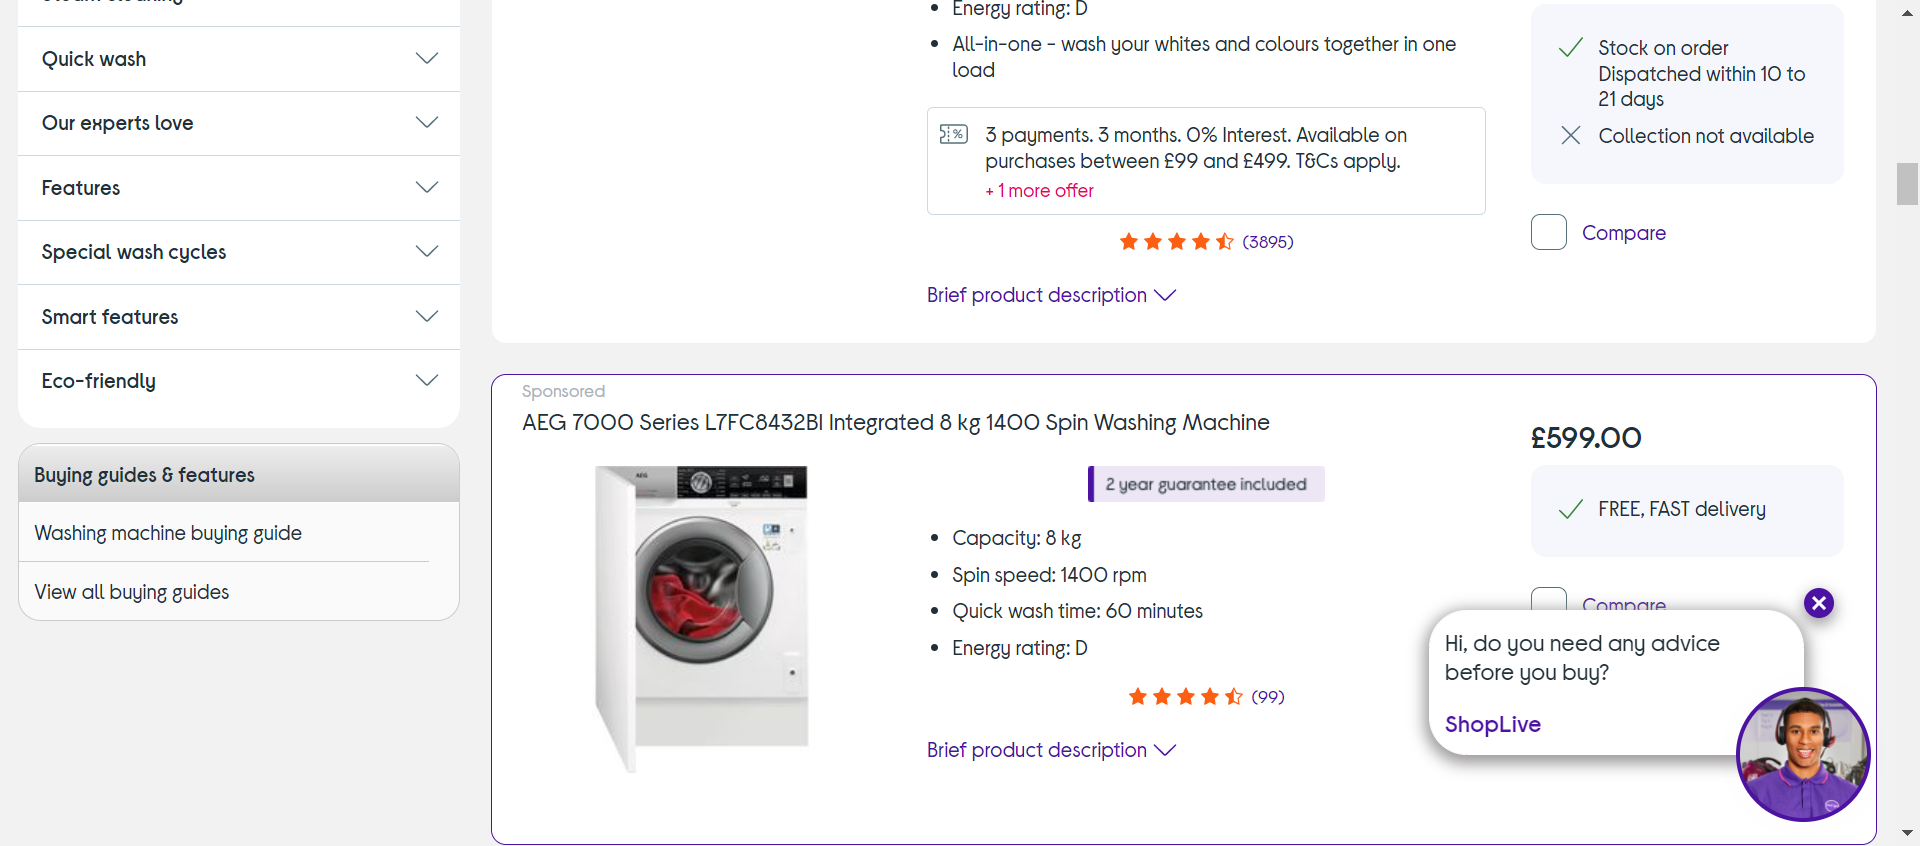 Quick wash
Our experts love
Features
Special wash cycles
Smart features
Eco-friendly
Buying guides & features
Washing machine buying guide
View all buying guides
Energy rating: D
All-in-one - wash your whites and colours together in one
load
3 payments. 3 months. 0% Interest. Available on
purchases between £99 and £499. T&Cs apply.
+ 1 more offer
(3895)
Brief product description
Stock on order
Dispatched within 10 to
21 days
Collection not available
Compare
Sponsored
AEG 7000 Series L7FC8432BI Integrated 8 kg 1400 Spin Washing Machine
AEG
2 year guarantee included
Capacity: 8 kg
Spin speed: 1400 rpm
Quick wash time: 60 minutes
Energy rating: D
(99)
Brief product description
£599.00
FREE, FAST delivery
Compare
Hi, do you need any advice
before you buy?
ShopLive